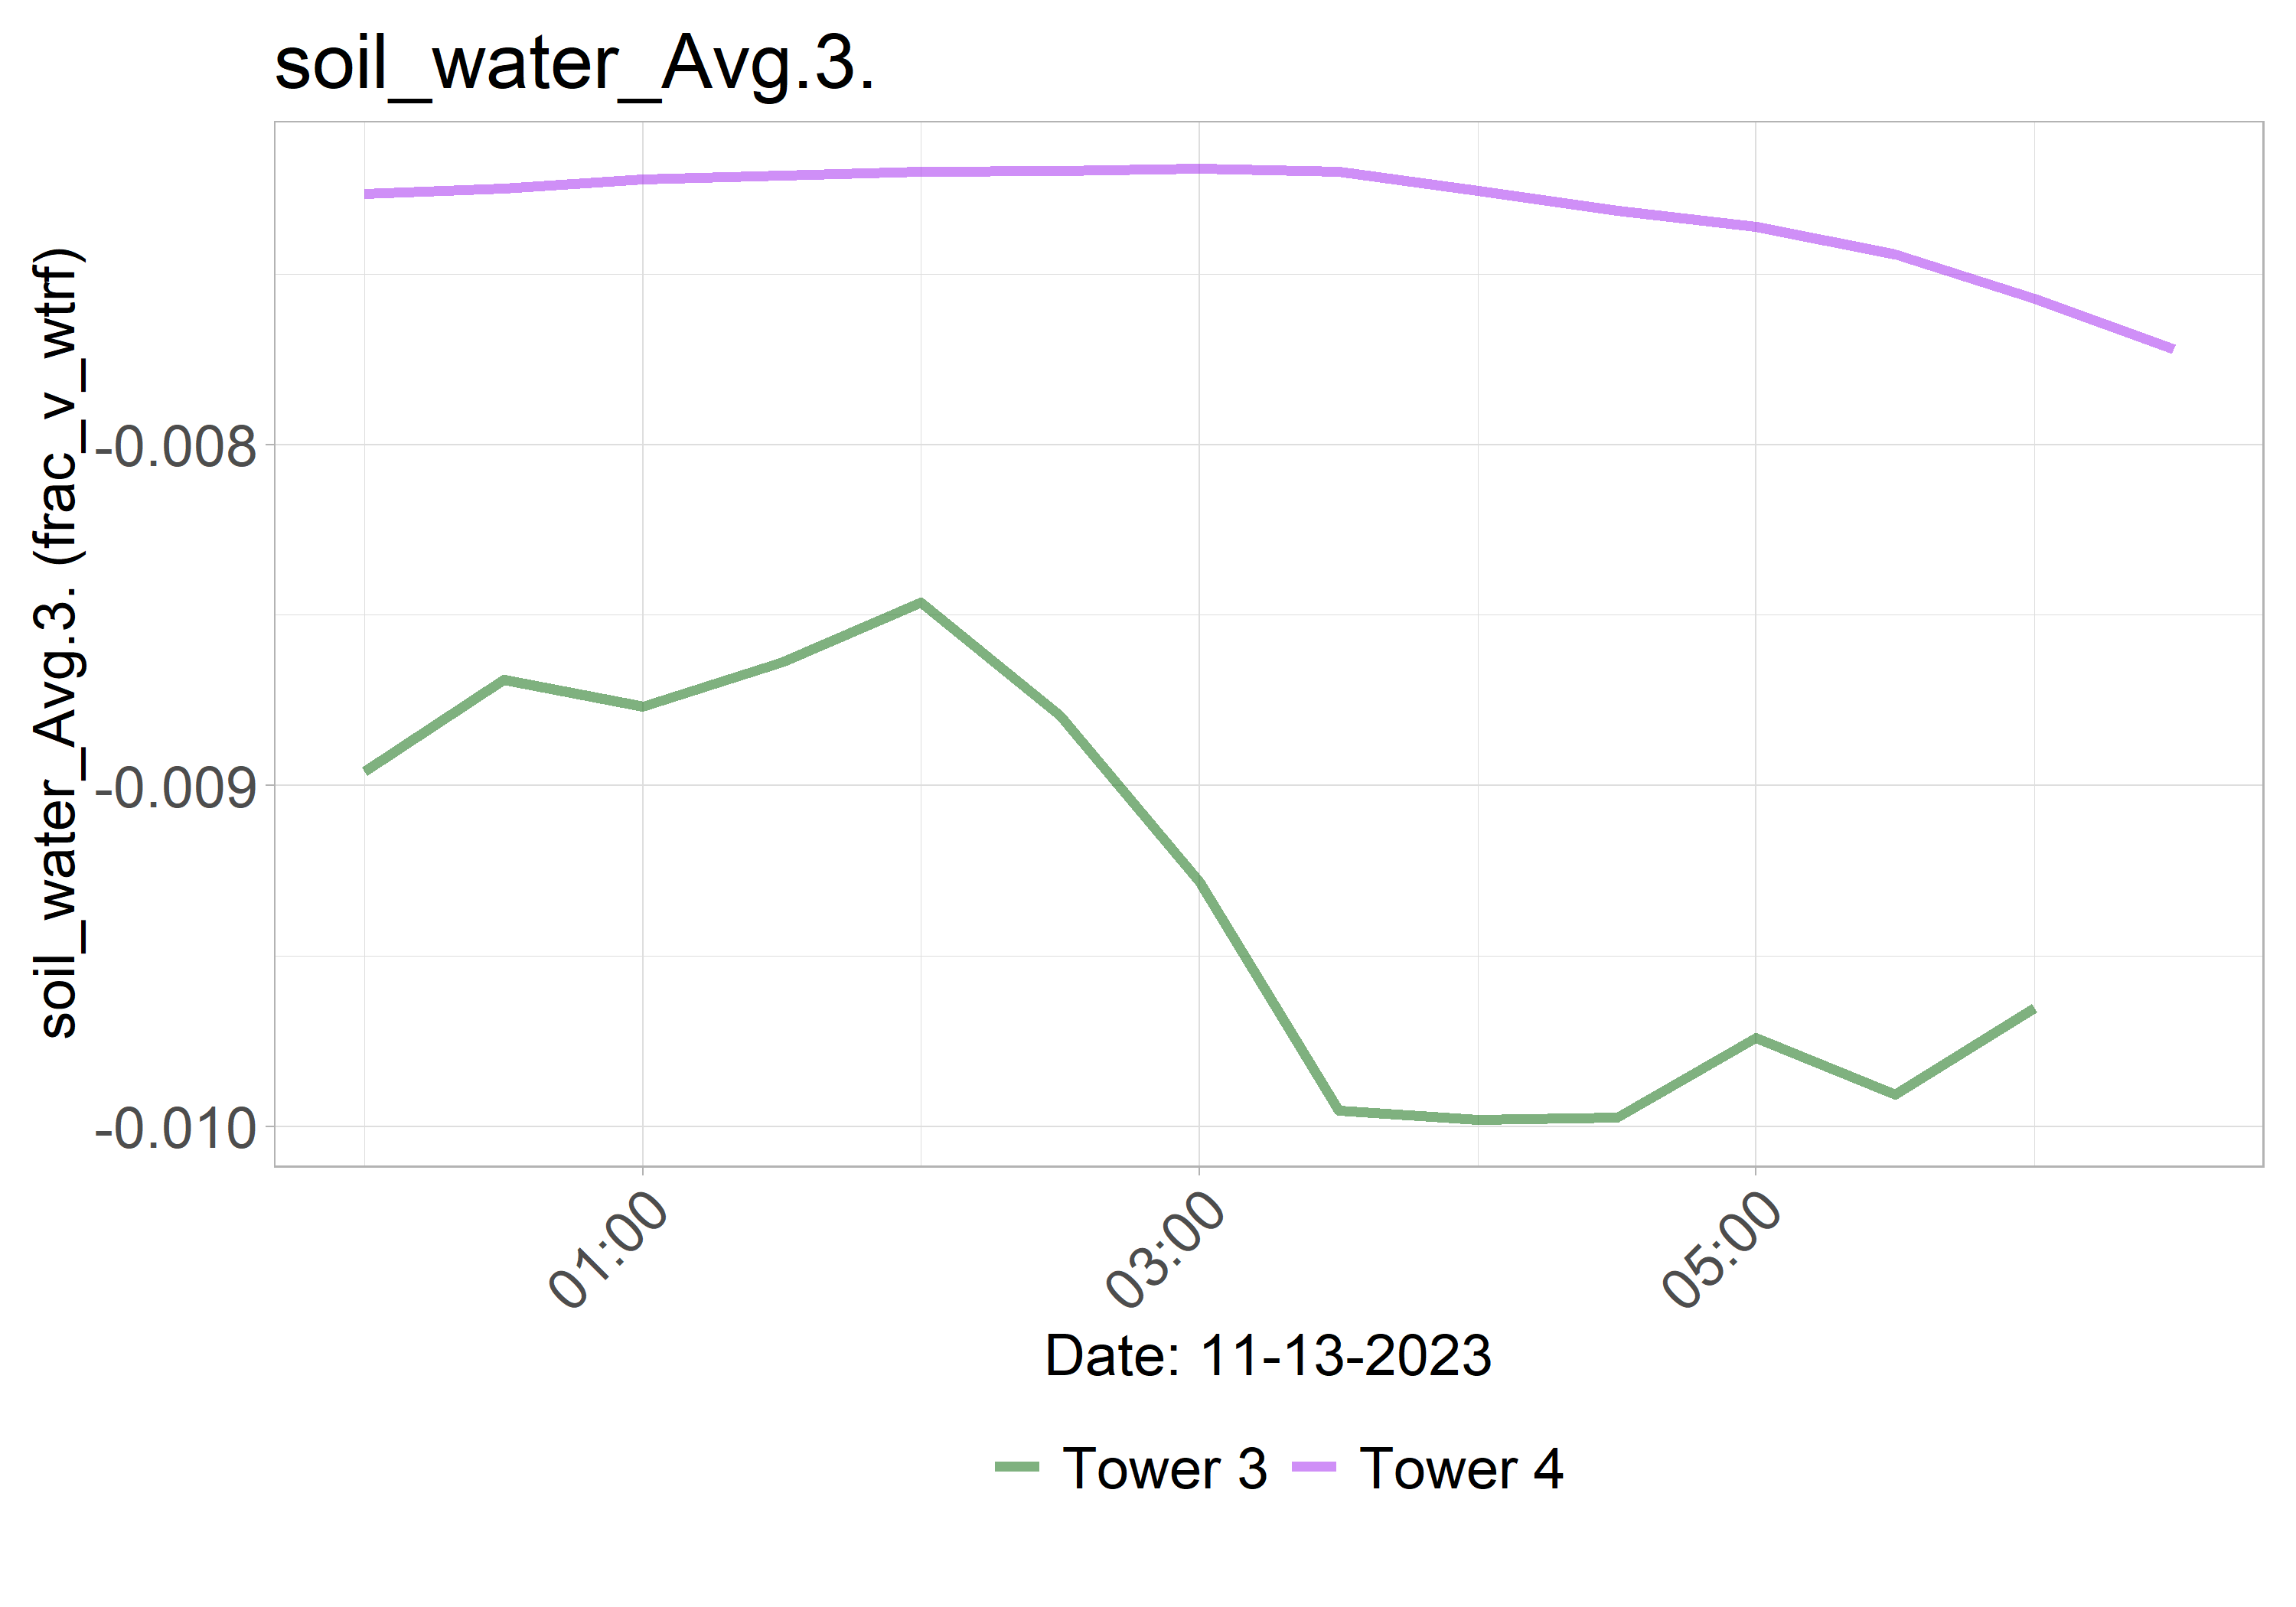 soil_water_Avg.3.
soil_water_Avg.3. (frac_v_wtrf)
-0.008
-0.009
-0.010
01:00
03:00
05:00
Date: 11-13-2023
Tower 3
Tower 4